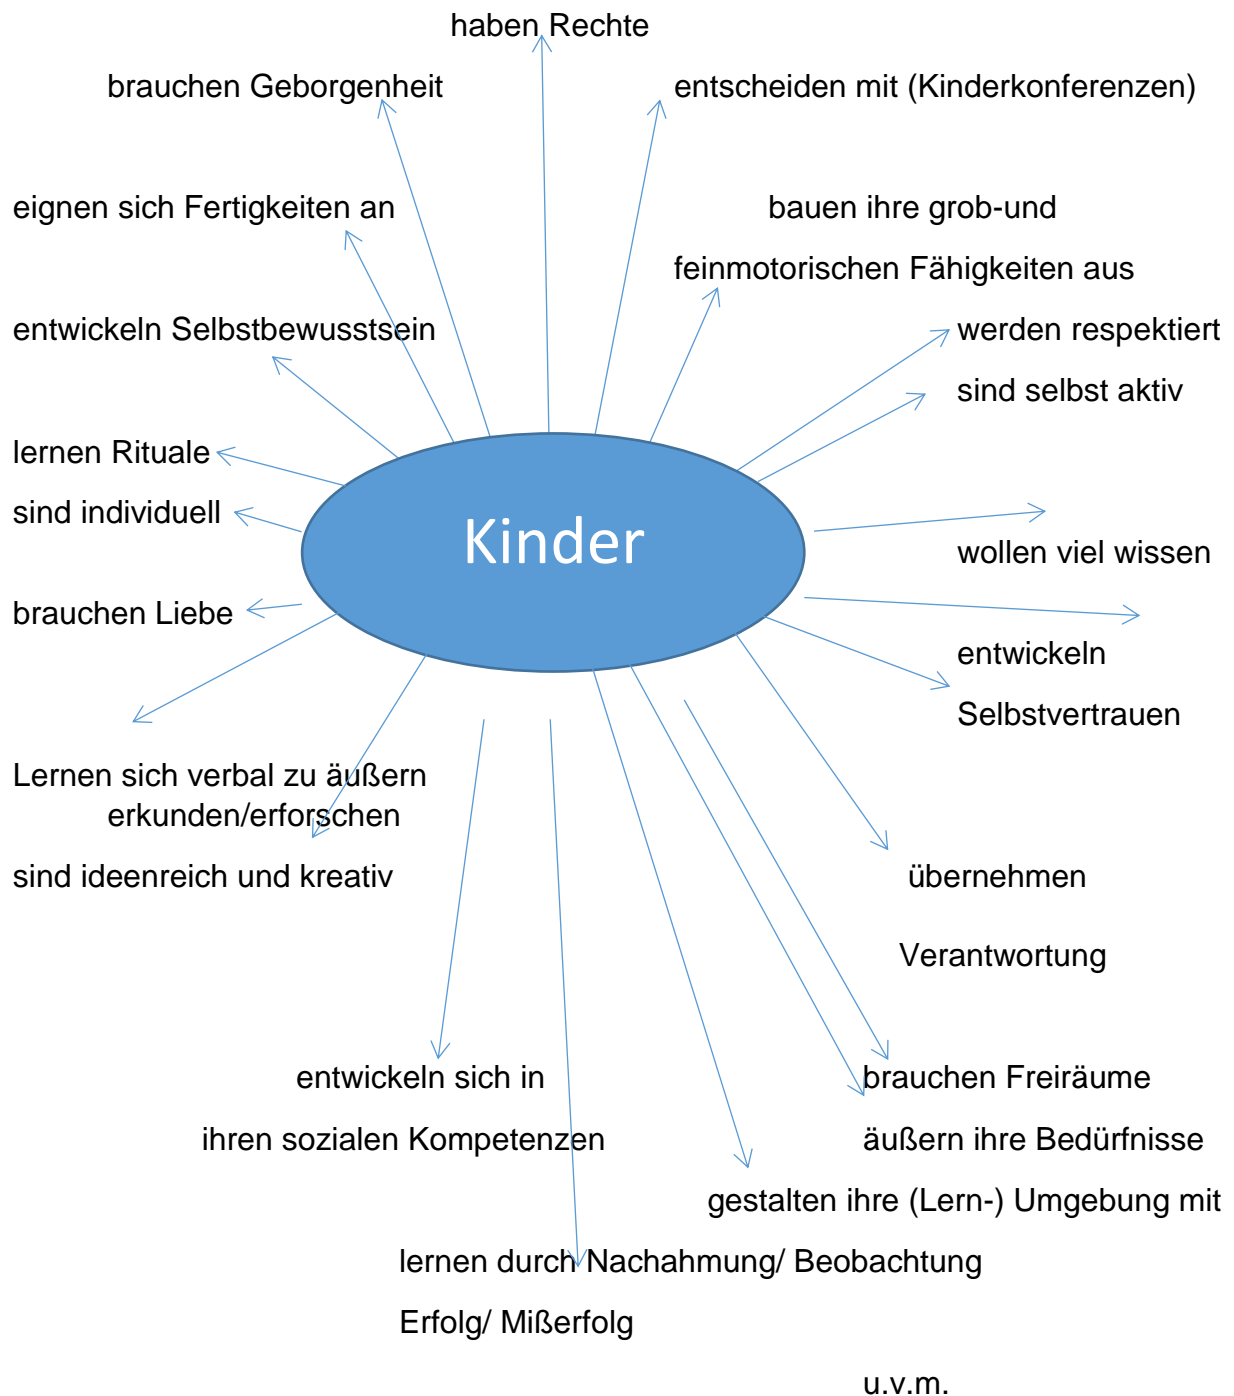 haben Rechte
brauchen Geborgenheit entscheiden mit (Kinderkonferenzen)
eignen sich Fertigkeiten an bauen ihre grob-und
feinmotorischen Fähigkeiten aus
entwickeln Selbstbewusstsein werden respektiert
sind selbst aktiv
lernen Rituale
sind individuell
Kinder
wollen viel wissen
brauchen Liebe
entwickeln
Selbstvertrauen
Lernen sich verbal zu äußern
erkunden/erforschen
sind ideenreich und kreativ übernehmen
Verantwortung
entwickeln sich in brauchen Freiräume
ihren sozialen Kompetenzen äußern ihre Bedürfnisse
gestalten ihre (Lern-) Umgebung mit
lernen durch Nachahmung/ Beobachtung
Erfolg/ Mißerfolg
u.v.m.